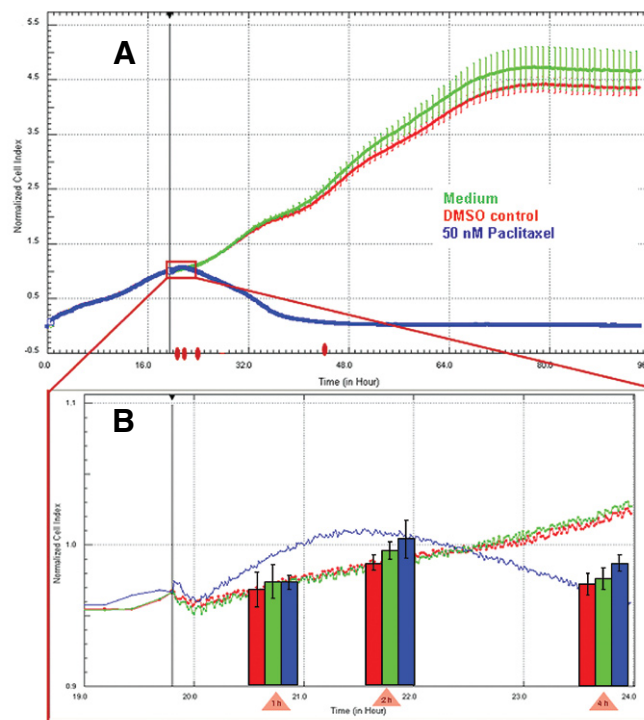 A
5.5
4.5
3.5
2.5
1.5
0.5
-0.5
Normalized Cell Index
Medium
DMSO control
50 nM Paclitaxel
0.0 16.0 32.0 48.0 64.0 80.0
Time (in Hour)
B
1.1
1.0
0.9
Normalized Cell Index
1 h 2 h 4 h
19.0 20.0 21.0 22.0 23.0 24.0
Time (in Hour)